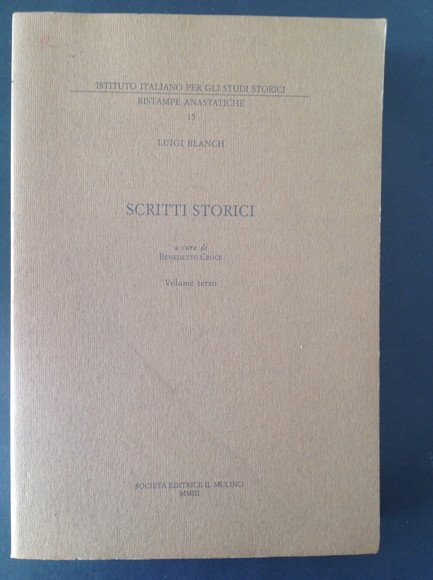 ISTITUTO ITALIANO PER GLI STUDI STORICI
RISTAMPE ANASTATICHE
15
LUIGI BLANCH
SCRITTI STORICI
a cura di
BENEDETTO CROCE
Volume terzo
SOCIETÀ EDITRICE IL MULINO
MMIII